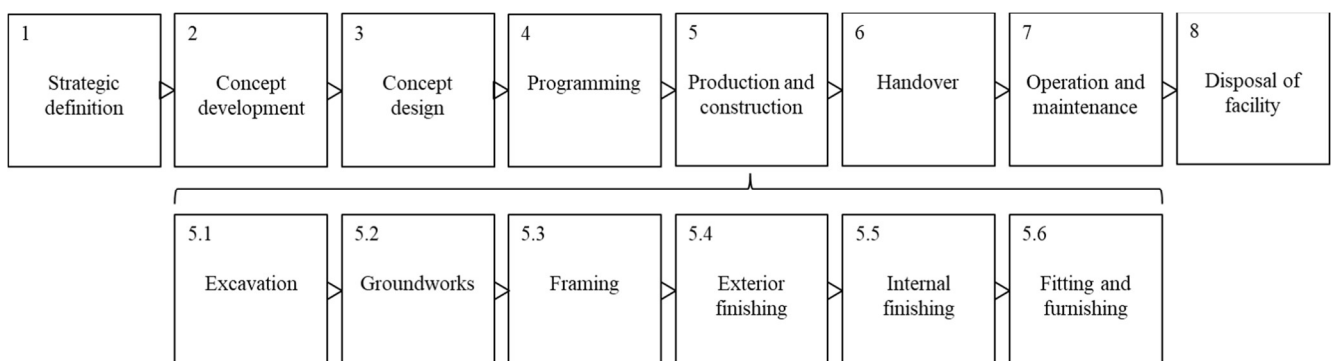 1
Strategic
definition
2
Concept
development
3
Concept
design
4
Programming
5
Production and
construction
6
Handover
7
Operation and
maintenance
8
Disposal of
facility
5.1
Excavation
5.2
Groundworks
5.3
Framing
5.4
Exterior
finishing
5.5
Internal
finishing
5.6
Fitting and
furnishing